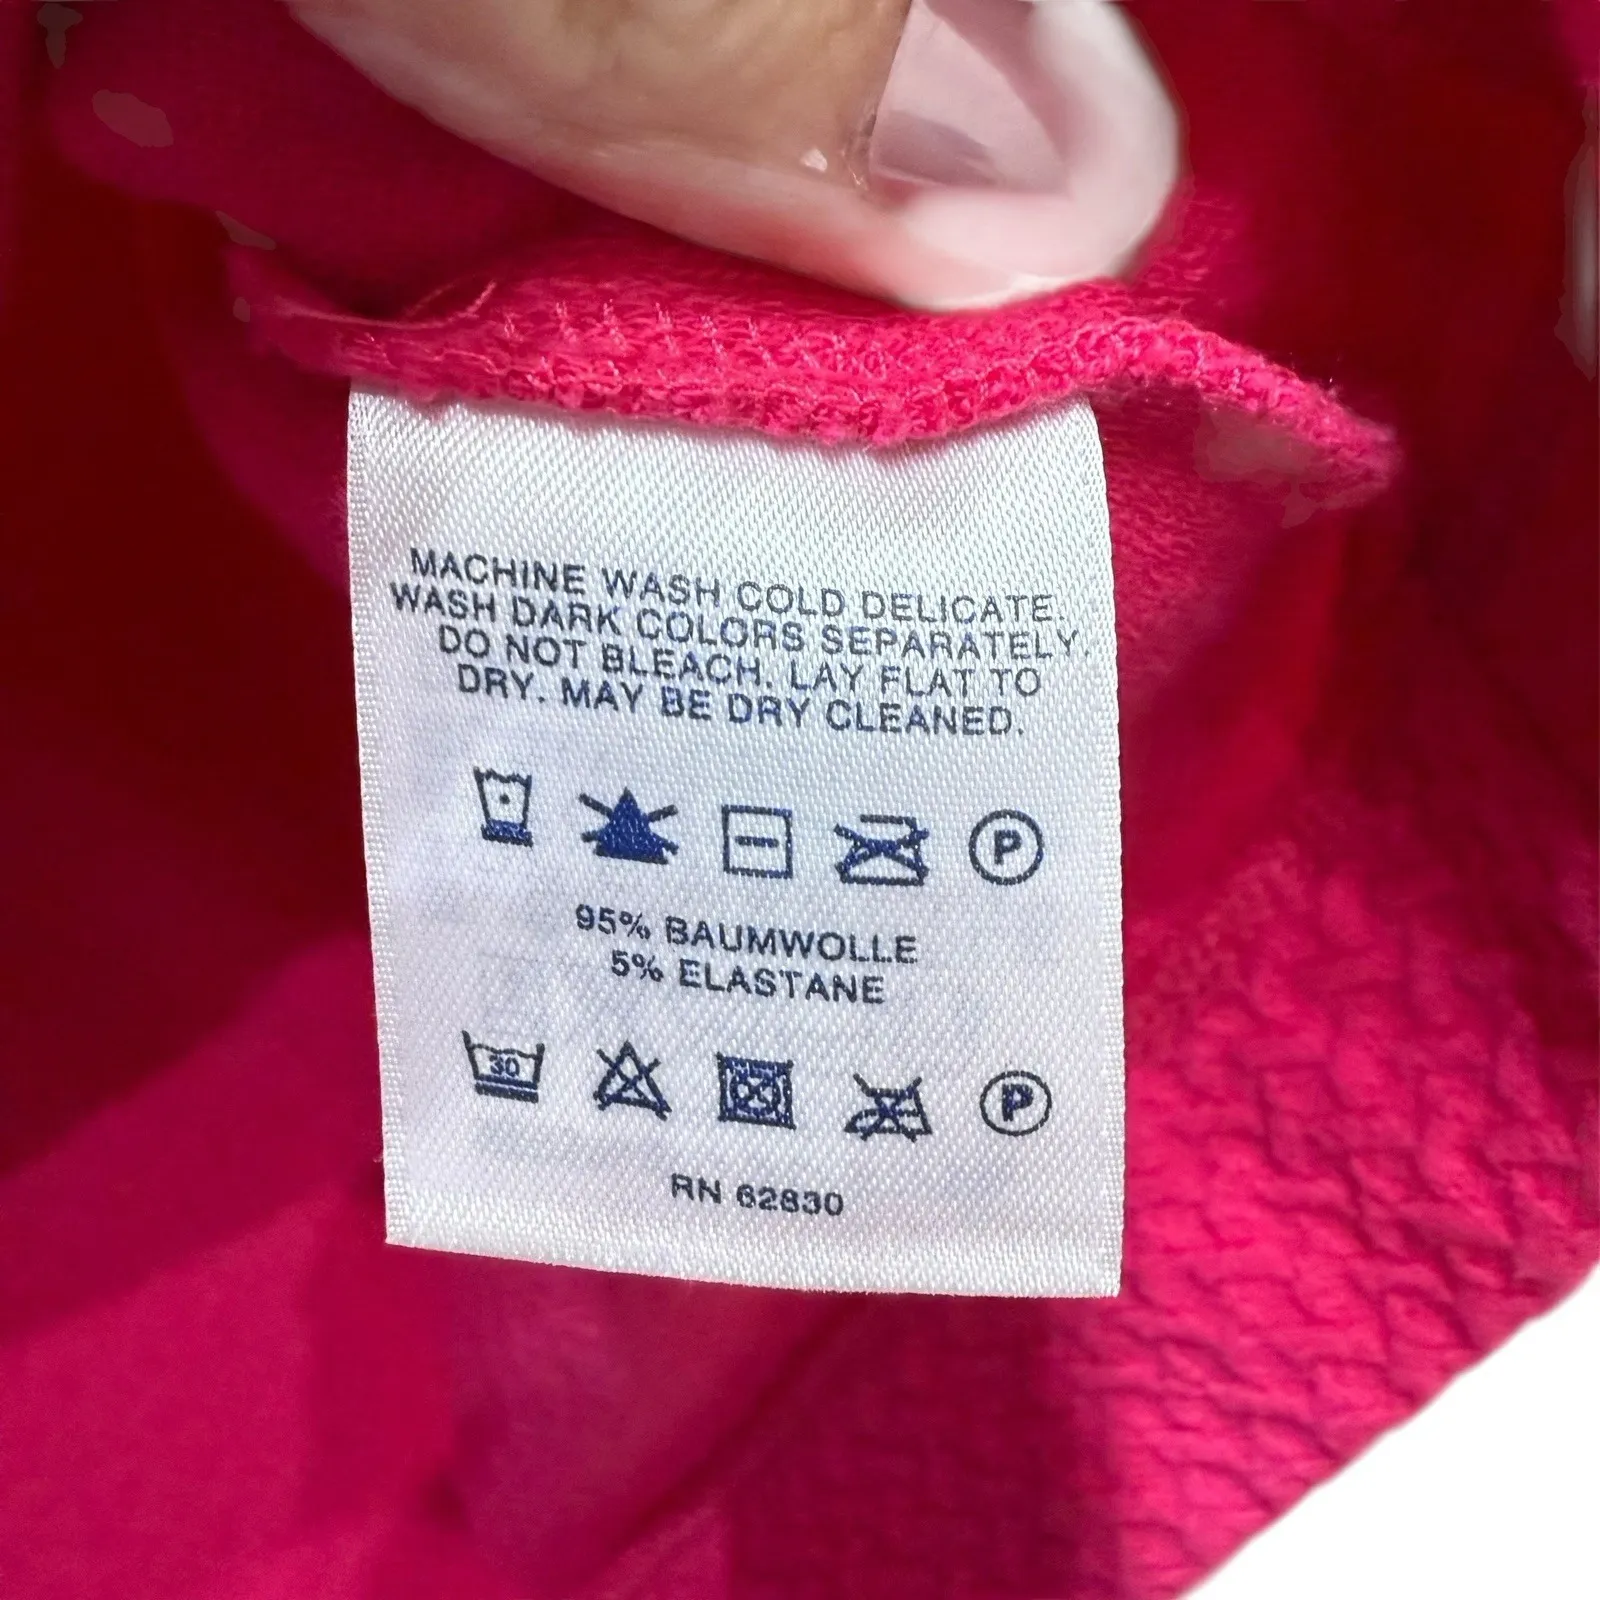 MACHINE WASH COLD DELICATE.
WASH DARK COLORS SEPARATELY.
DO NOT BLEACH. LAY FLAT TO
DRY. MAY BE DRY CLEANED.
P
95% BAUMWOLLE
5% ELASTANE
30 P
RN 62830